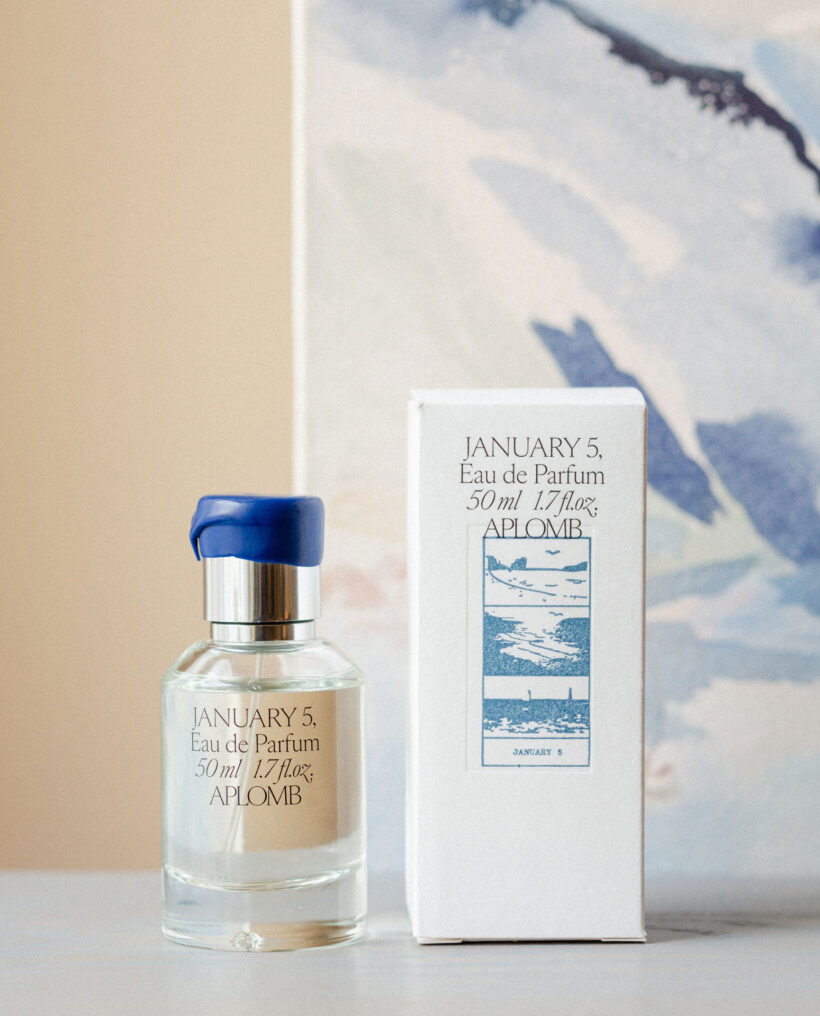 JANUARY 5,
Eau de Parfum
50 ml 1.7 fl.oz.
APLOMB
JANUARY 5
JANUARY 5,
Eau de Parfum
50 ml 1.7 fl.oz.
APLOMB